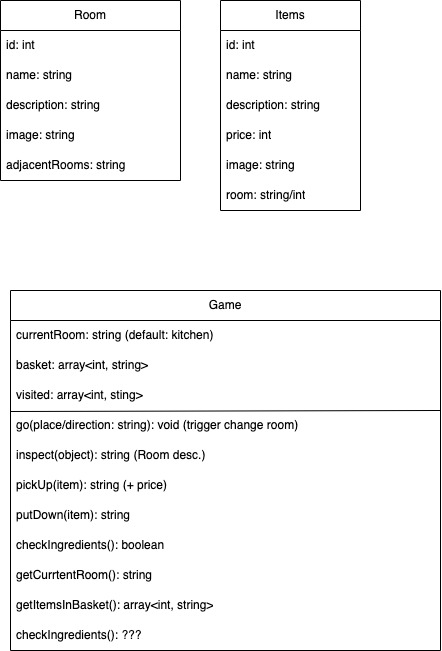 Room
id: int
name: string
description: string
image: string
adjacentRooms: string
Items
id: int
name: string
description: string
price: int
image: string
room: string/int
Game
currentRoom: string (default: kitchen)
basket: array<int, string>
visited: array<int, sting>
go(place/direction: string): void (trigger change room)
inspect(object): string (Room desc.)
pickUp(item): string (+ price)
putDown(item): string
checkIngredients(): boolean
getCurrtentRoom(): string
getItemsInBasket(): array<int, string>
checkIngredients(): ???